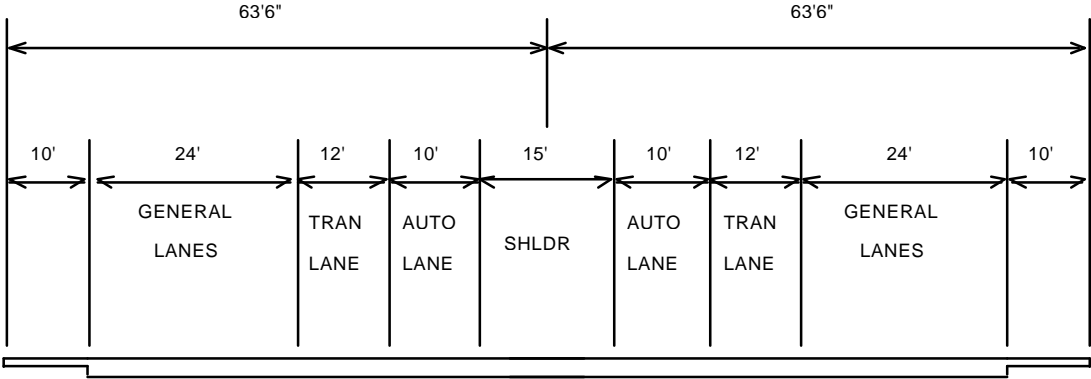 63'6" 63'6"
10' 24' 12' 10' 15' 10' 12' 24' 10'
GENERAL
LANES
TRAN
LANE
AUTO
LANE
SHLDR
AUTO
LANE
TRAN
LANE
GENERAL
LANES